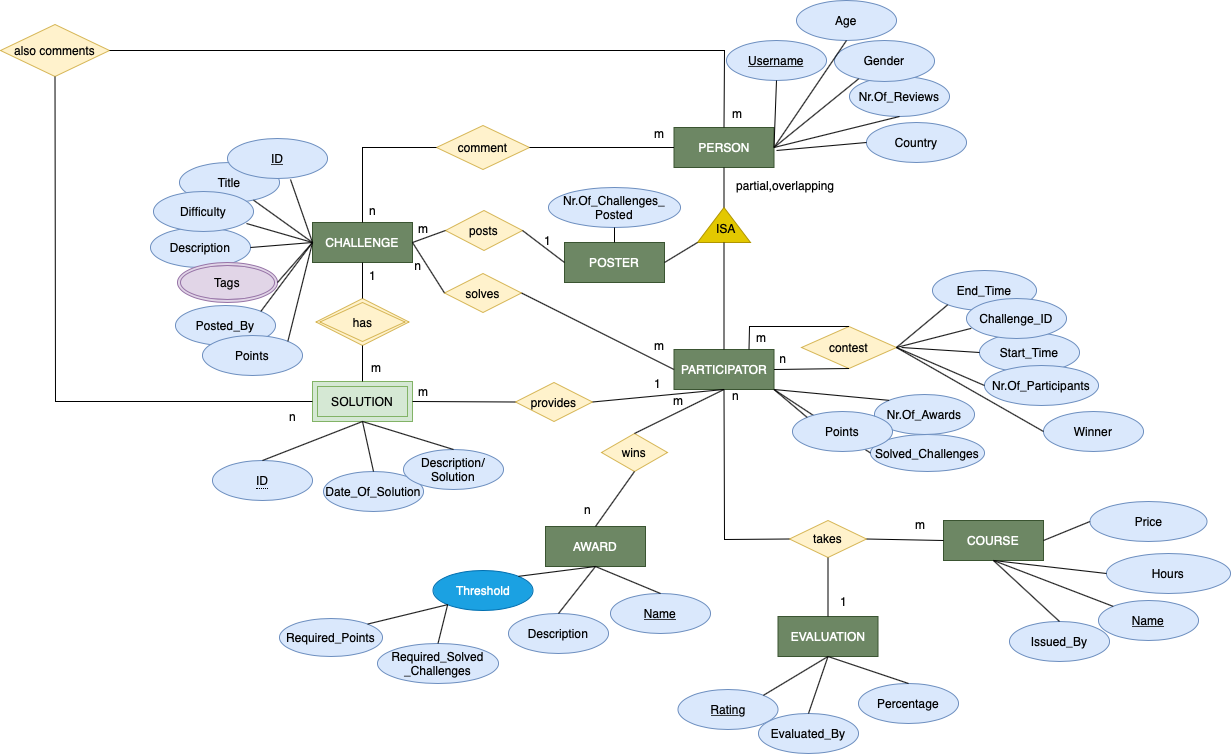 Age
also comments
Username
Gender
Nr.Of_Reviews
m
m
comment
PERSON
Country
ID
Title
partial,overlapping
Difficulty
n
Nr.Of_Challenges_
Posted
m
posts
ISA
CHALLENGE
1
Description
n
POSTER
1
Tags
solves
End_Time
has
Challenge_ID
Posted_By
m
m
contest
Points
n
Start_Time
m
PARTICIPATOR
1
Nr.Of_Participants
m
SOLUTION
provides
m
n
n
Nr.Of_Awards
Points
Winner
wins
Solved_Challenges
Description/
Solution
ID
Date_Of_Solution
n
m
Price
AWARD
takes
COURSE
Hours
Threshold
1
Name
Name
Required_Points
Description
EVALUATION
Issued_By
Required_Solved
_Challenges
Percentage
Rating
Evaluated_By